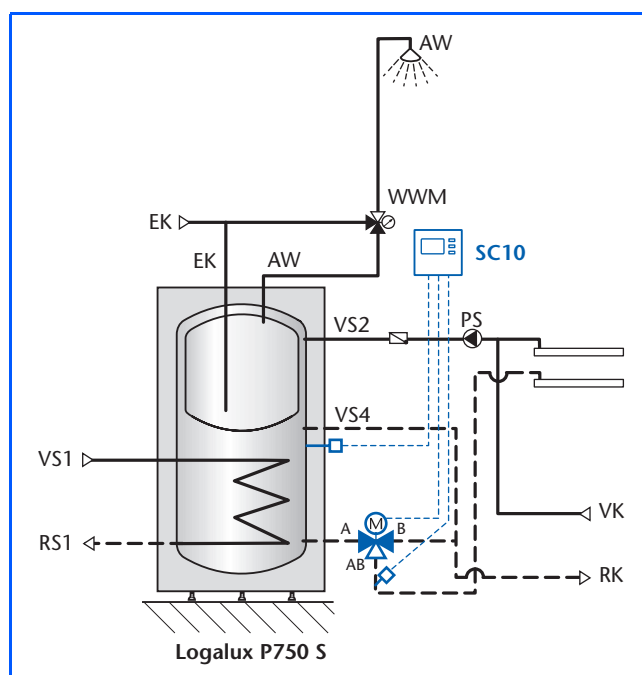 AW
WWM
EK
EK
AW
SC10
VS2
PS
VS4
VS1
VK
M
A
B
RS1
AB
RK
Logalux P750 S